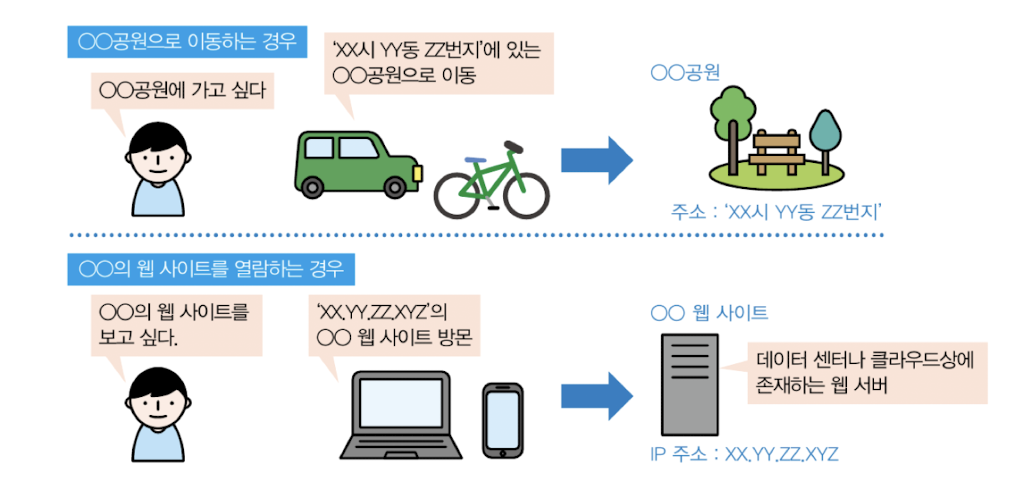 ○○공원으로 이동하는 경우
○○공원에 가고 싶다
‘XX시 YY동 ZZ번지’에 있는
○○공원으로 이동
○○공원
주소 : ‘XX시 YY동 ZZ번지’
○○의 웹 사이트를 열람하는 경우
○○의 웹 사이트를
보고 싶다.
‘XX.YY.ZZ.XYZ’의
○○ 웹 사이트 방몬
○○ 웹 사이트
데이터 센터나 클라우드상에
존재하는 웹 서버
IP 주소 : XX.YY.ZZ.XYZ